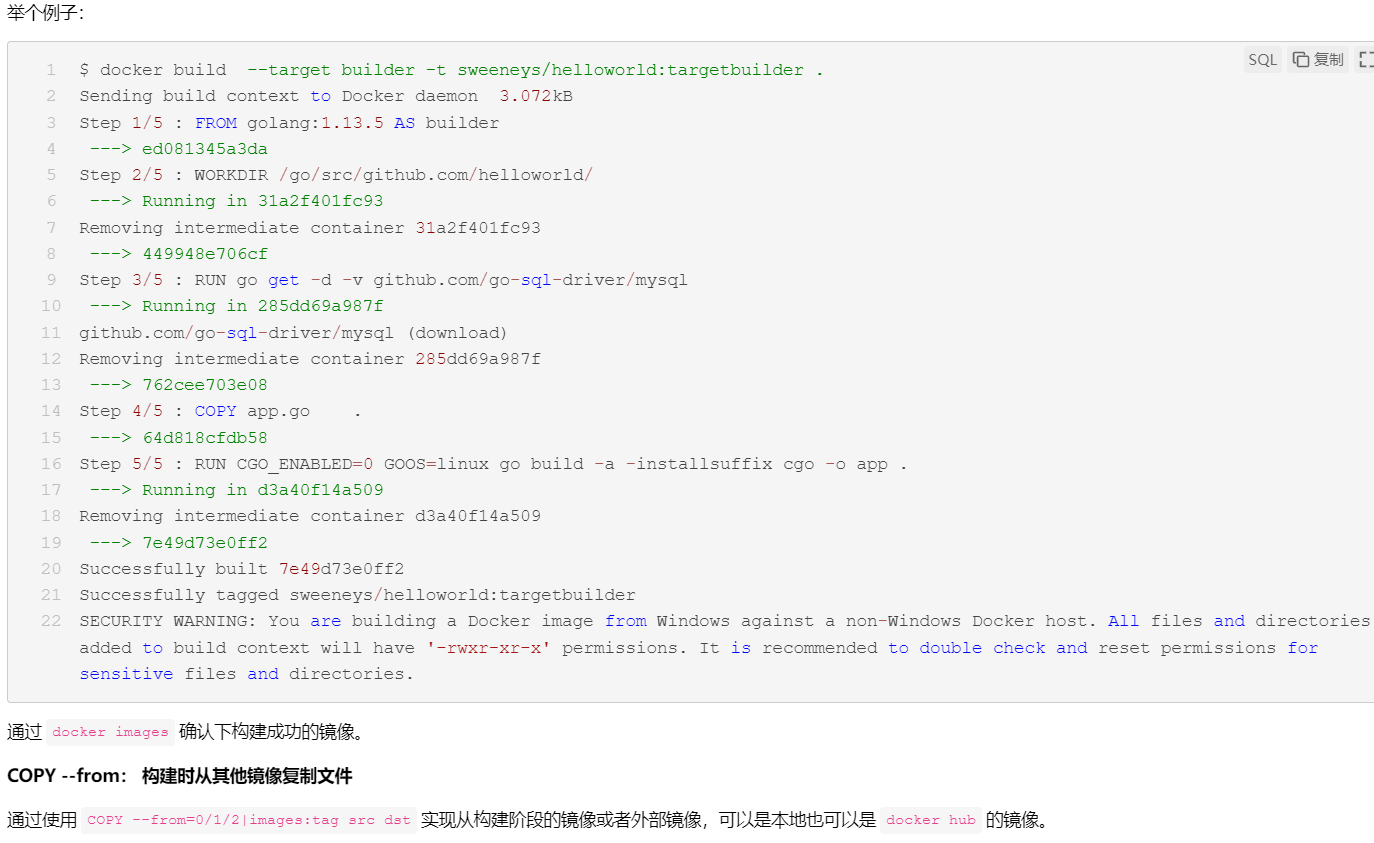 举个例子：
SQL 复制
1 $ docker build  --target builder -t sweeneys/helloworld:targetbuilder .
2 Sending build context to Docker daemon  3.072kB
3 Step 1/5 : FROM golang:1.13.5 AS builder
4  ---> ed081345a3da
5 Step 2/5 : WORKDIR /go/src/github.com/helloworld/
6  ---> Running in 31a2f401fc93
7 Removing intermediate container 31a2f401fc93
8  ---> 449948e706cf
9 Step 3/5 : RUN go get -d -v github.com/go-sql-driver/mysql
10  ---> Running in 285dd69a987f
11 github.com/go-sql-driver/mysql (download)
12 Removing intermediate container 285dd69a987f
13  ---> 762cee703e08
14 Step 4/5 : COPY app.go    .
15  ---> 64d818cfdb58
16 Step 5/5 : RUN CGO_ENABLED=0 GOOS=linux go build -a -installsuffix cgo -o app .
17  ---> Running in d3a40f14a509
18 Removing intermediate container d3a40f14a509
19  ---> 7e49d73e0ff2
20 Successfully built 7e49d73e0ff2
21 Successfully tagged sweeneys/helloworld:targetbuilder
22 SECURITY WARNING: You are building a Docker image from Windows against a non-Windows Docker host. All files and directories
added to build context will have '-rwxr-xr-x' permissions. It is recommended to double check and reset permissions for
sensitive files and directories.
通过 docker images 确认下构建成功的镜像。
COPY --from： 构建时从其他镜像复制文件
通过使用 COPY --from=0/1/2|images:tag src dst 实现从构建阶段的镜像或者外部镜像，可以是本地也可以是 docker hub 的镜像。